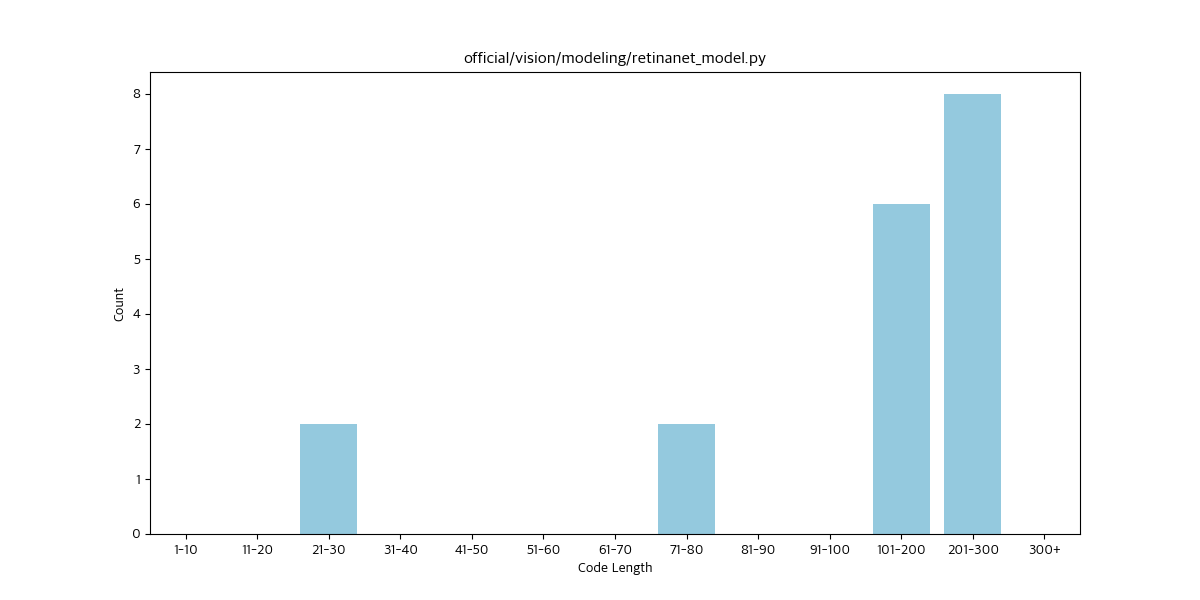 official/vision/modeling/retinanet_model.py
Count
8
7
6
5
4
3
2
1
0
1-10 11-20 21-30 31-40 41-50 51-60 61-70 71-80 81-90 91-100 101-200 201-300 300+
Code Length